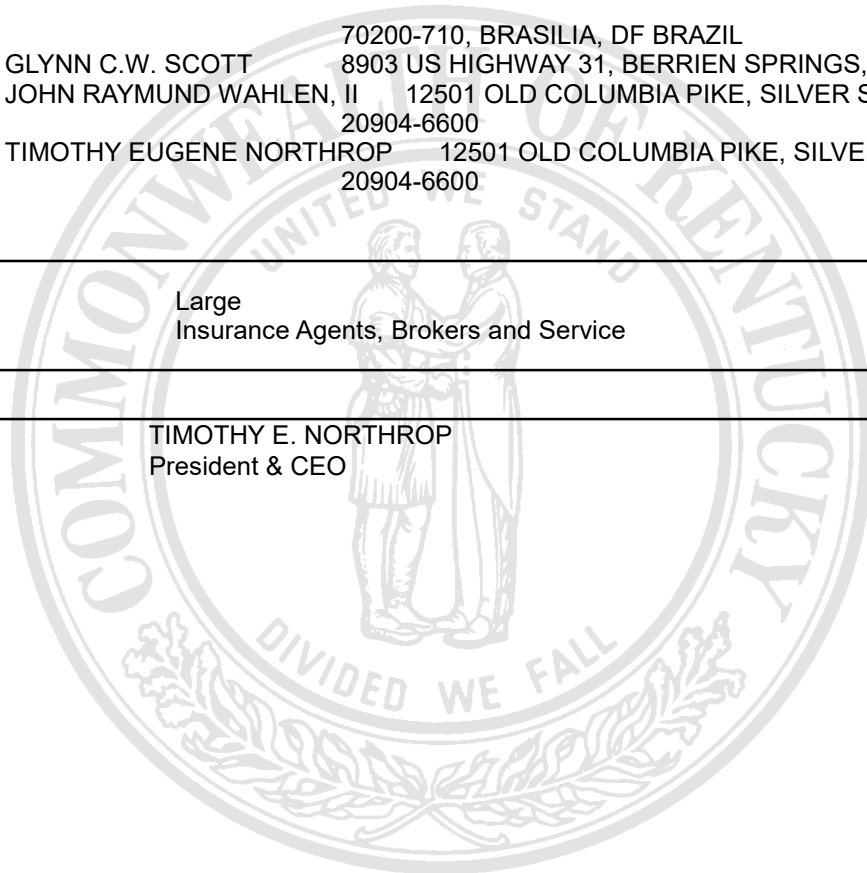 70200-710, BRASILIA, DF BRAZIL
GLYNN C.W. SCOTT 8903 US HIGHWAY 31, BERRIEN SPRINGS,
JOHN RAYMUND WAHLEN, II 12501 OLD COLUMBIA PIKE, SILVER S
20904-6600
TIMOTHY EUGENE NORTHROP 12501 OLD COLUMBIA PIKE, SILVE
20904-6600
Large
Insurance Agents, Brokers and Service
TIMOTHY E. NORTHROP
President & CEO
COMMONWEALTH OF KENTUCKY
UNITED WE STAND
DIVIDED WE FALL